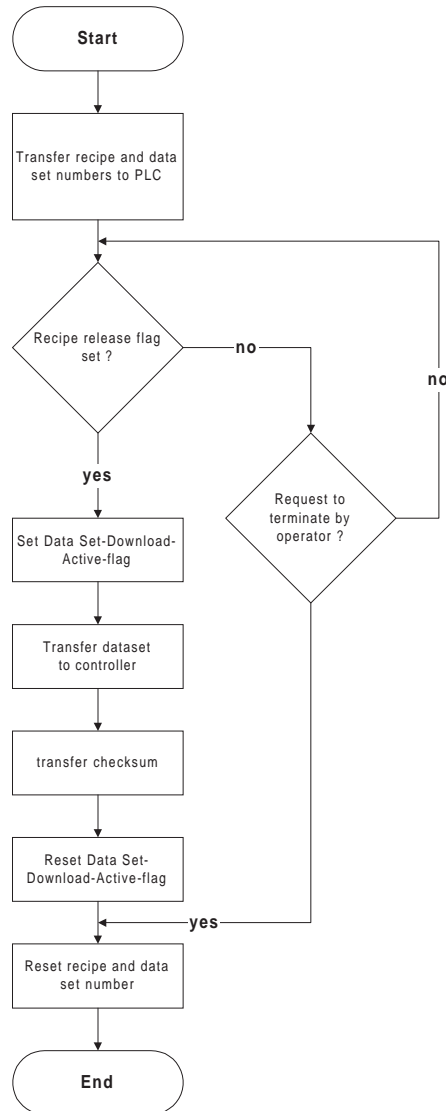 Start
Transfer recipe and data
set numbers to PLC
Recipe release flag
set ?
no
no
yes
Request to
terminate by
operator ?
Set Data Set-Download-
Active-flag
Transfer dataset
to controller
transfer checksum
Reset Data Set-
Download-Active-flag
yes
Reset recipe and data
set number
End